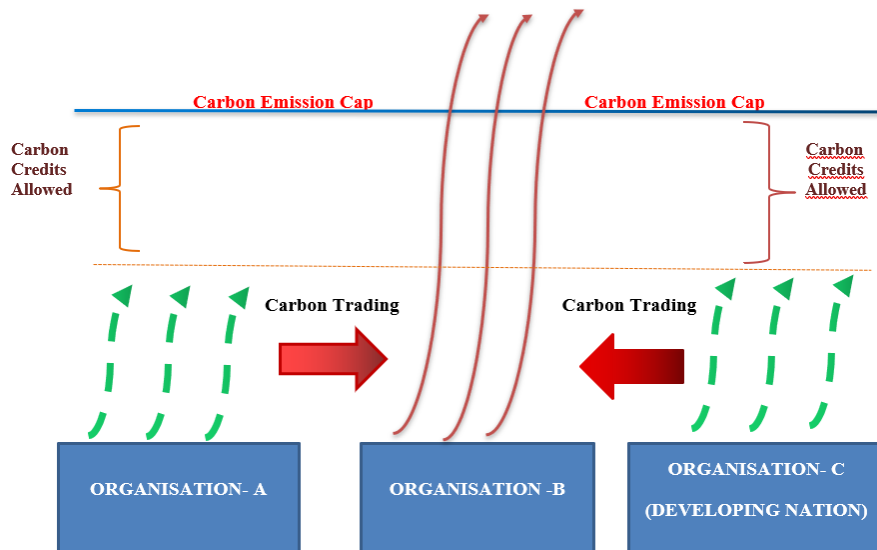 Carbon Emission Cap
Carbon Emission Cap
Carbon
Credits
Allowed
Carbon
Credits
Allowed
Carbon Trading
Carbon Trading
ORGANISATION- A
ORGANISATION -B
ORGANISATION- C
(DEVELOPING NATION)